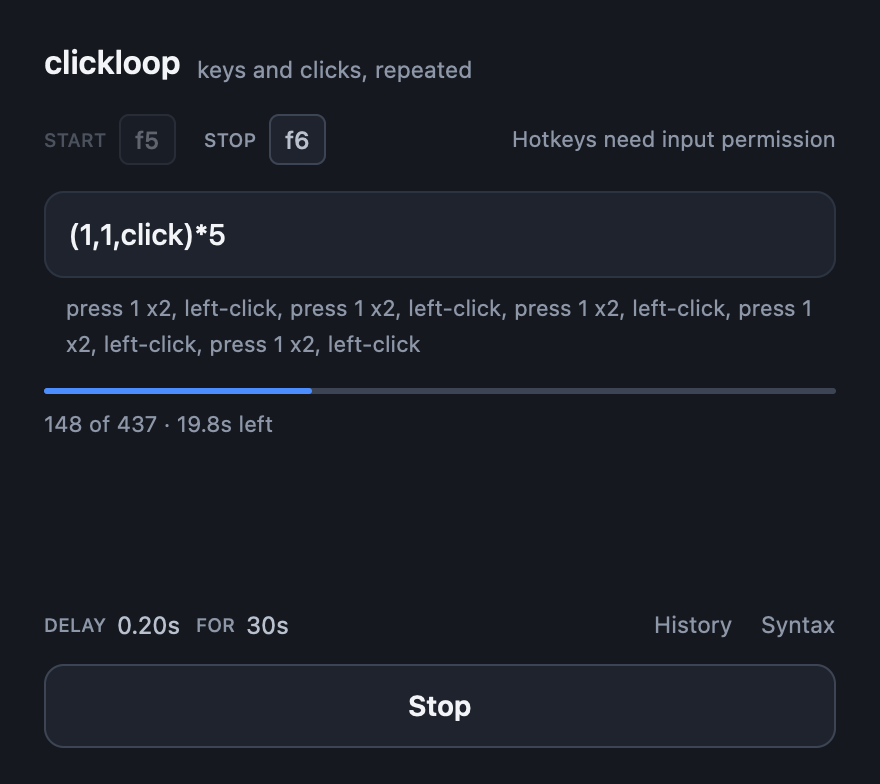 clickloop keys and clicks, repeated
START f5 STOP f6 Hotkeys need input permission
(1,1,click)*5
press 1 x2, left-click, press 1 x2, left-click, press 1 x2, left-click, press 1
x2, left-click, press 1 x2, left-click
148 of 437 · 19.8s left
DELAY 0.20s FOR 30s History Syntax
Stop